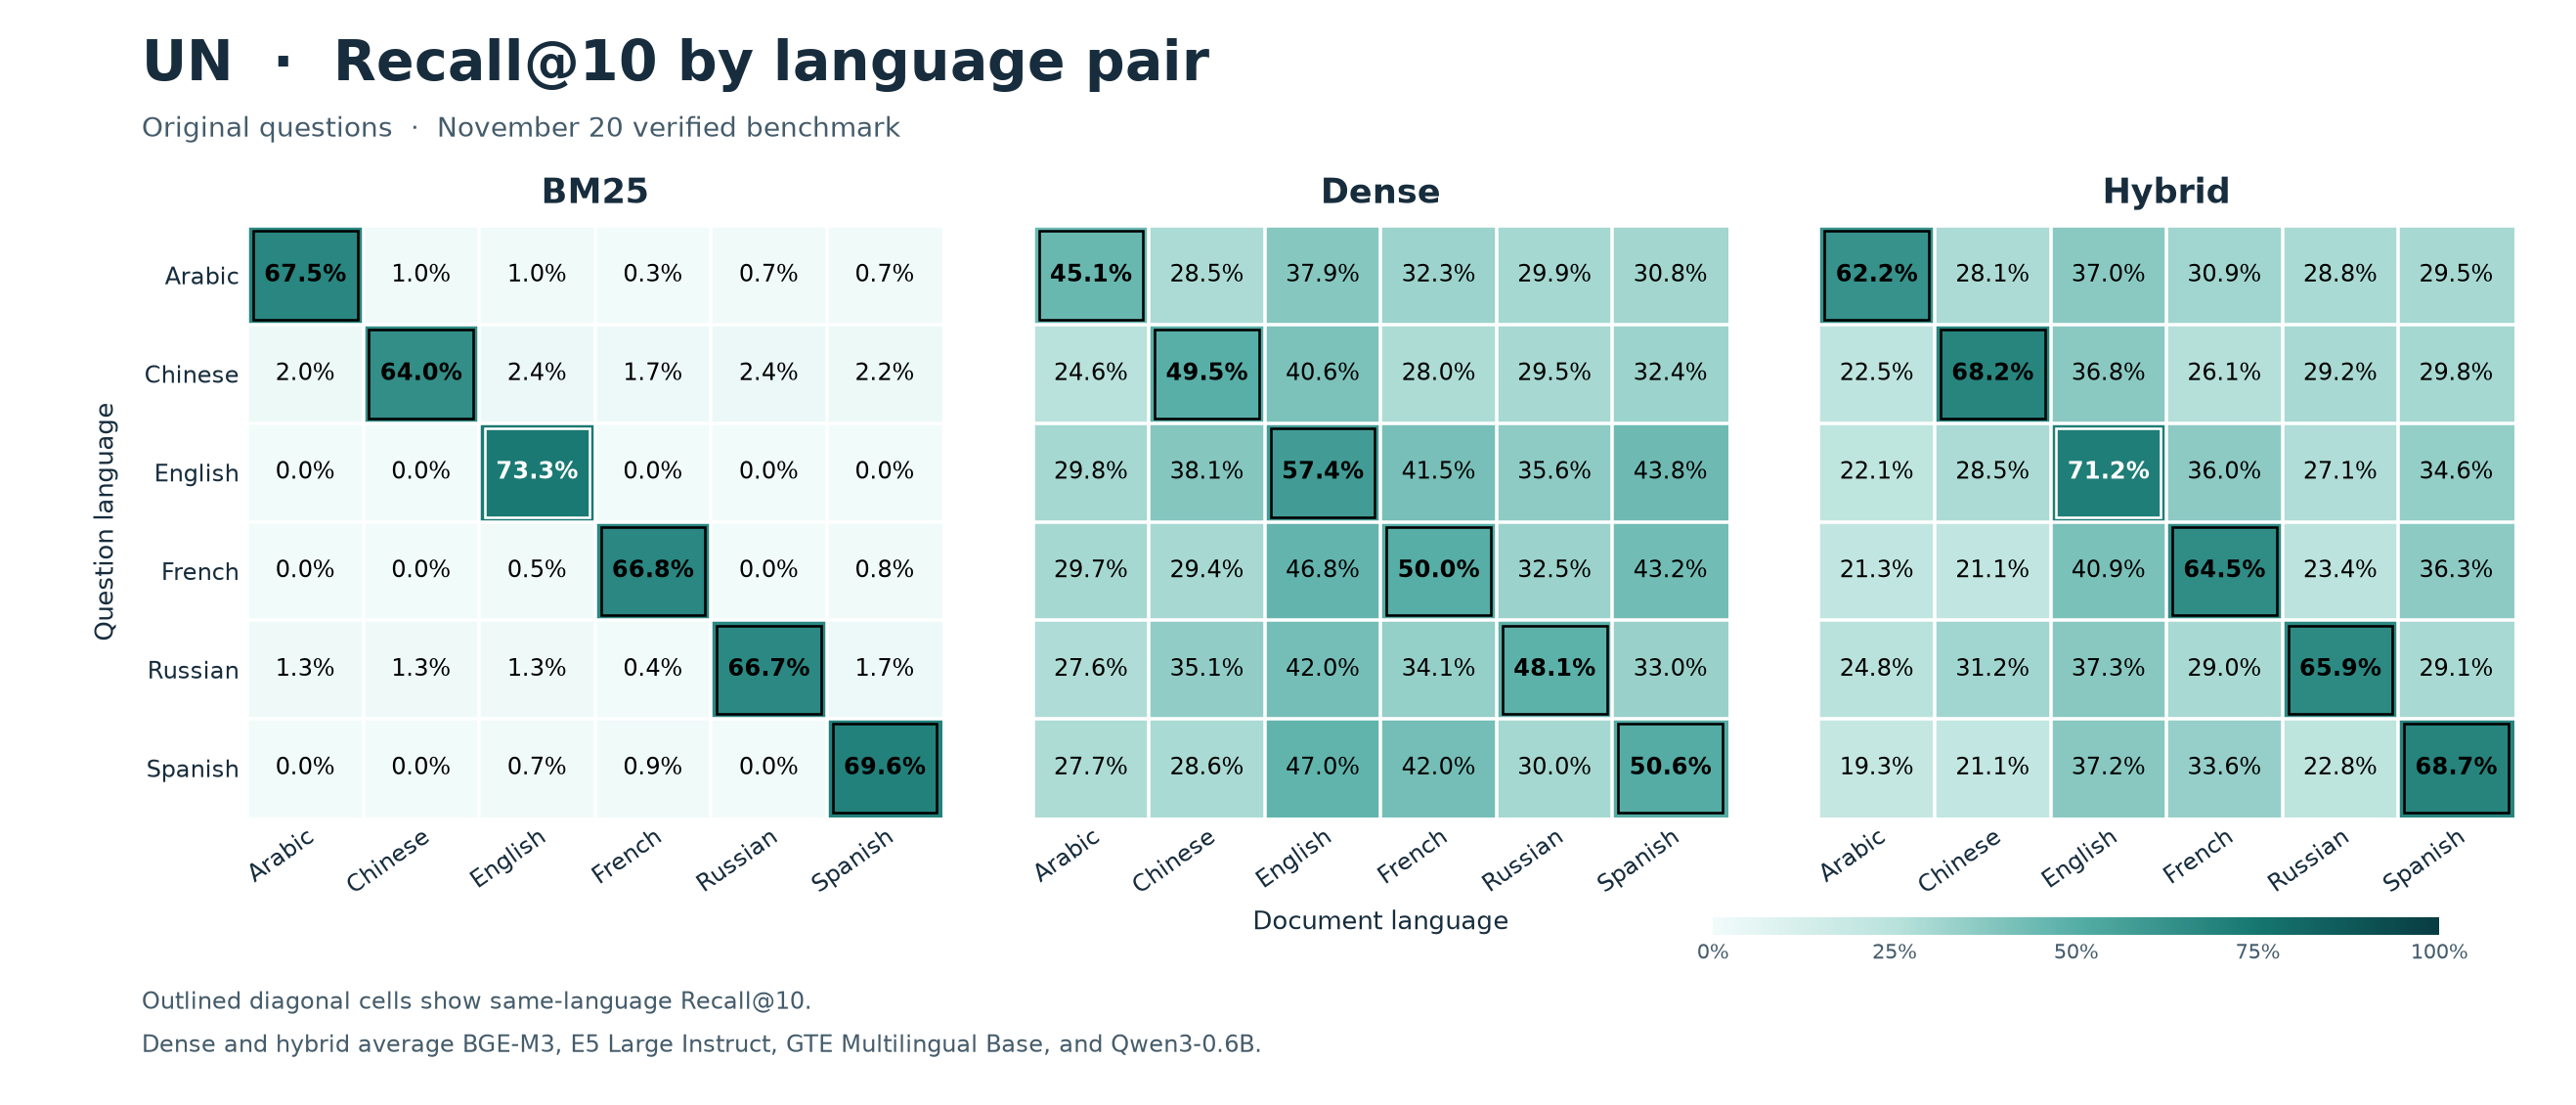 UN · Recall@10 by language pair
Original questions · November 20 verified benchmark
BM25 Dense Hybrid
Question language
Arabic 67.5% 1.0% 1.0% 0.3% 0.7% 0.7% 45.1% 28.5% 37.9% 32.3% 29.9% 30.8% 62.2% 28.1% 37.0% 30.9% 28.8% 29.5%
Chinese 2.0% 64.0% 2.4% 1.7% 2.4% 2.2% 24.6% 49.5% 40.6% 28.0% 29.5% 32.4% 22.5% 68.2% 36.8% 26.1% 29.2% 29.8%
English 0.0% 0.0% 73.3% 0.0% 0.0% 0.0% 29.8% 38.1% 57.4% 41.5% 35.6% 43.8% 22.1% 28.5% 71.2% 36.0% 27.1% 34.6%
French 0.0% 0.0% 0.5% 66.8% 0.0% 0.8% 29.7% 29.4% 46.8% 50.0% 32.5% 43.2% 21.3% 21.1% 40.9% 64.5% 23.4% 36.3%
Russian 1.3% 1.3% 1.3% 0.4% 66.7% 1.7% 27.6% 35.1% 42.0% 34.1% 48.1% 33.0% 24.8% 31.2% 37.3% 29.0% 65.9% 29.1%
Spanish 0.0% 0.0% 0.7% 0.9% 0.0% 69.6% 27.7% 28.6% 47.0% 42.0% 30.0% 50.6% 19.3% 21.1% 37.2% 33.6% 22.8% 68.7%
Arabic Chinese English French Russian Spanish Arabic Chinese English French Russian Spanish Arabic Chinese English French Russian Spanish
Document language
0% 25% 50% 75% 100%
Outlined diagonal cells show same-language Recall@10.
Dense and hybrid average BGE-M3, E5 Large Instruct, GTE Multilingual Base, and Qwen3-0.6B.